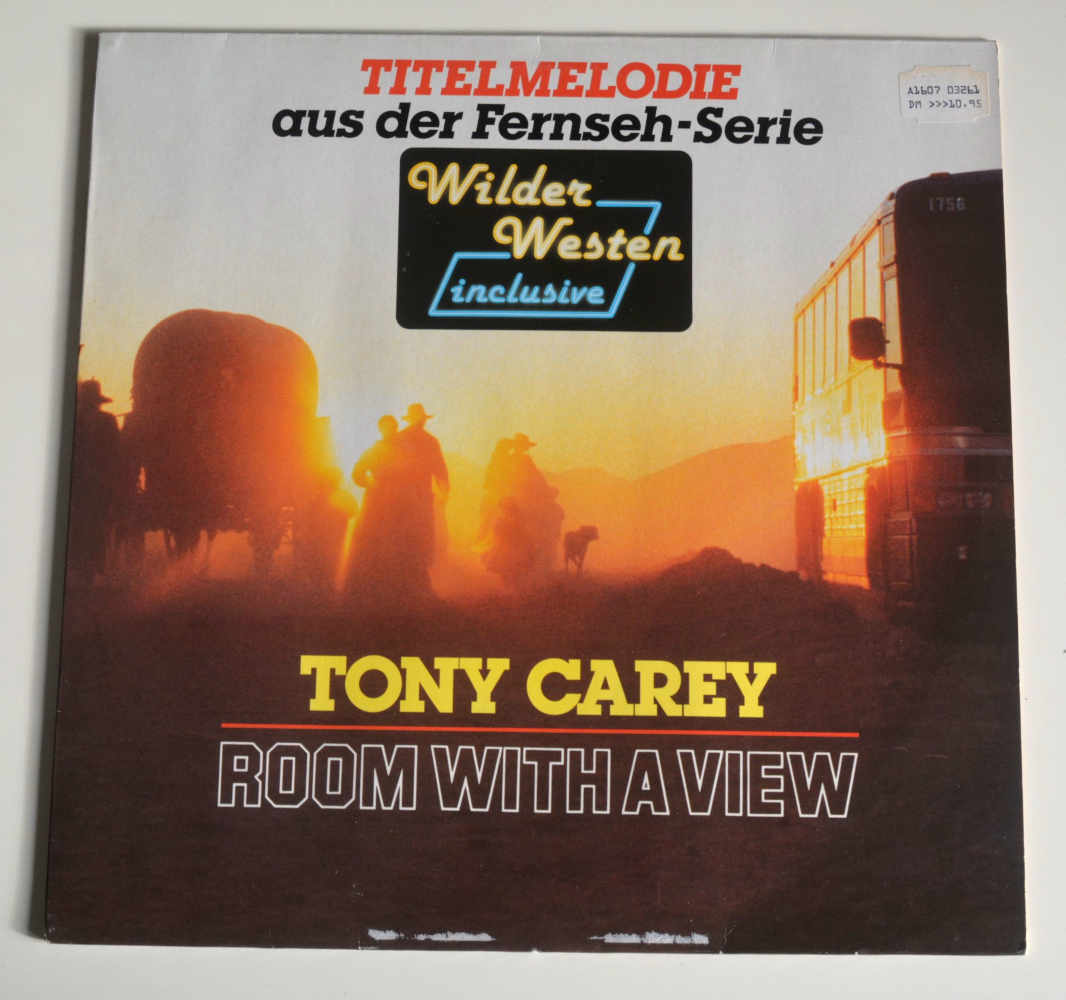 TITELMELODIE
aus der Fernseh-Serie
A1607 03261
DM >>>10.95
Wilder
Westen
inclusive
1756
TONY CAREY
ROOM WITH A VIEW